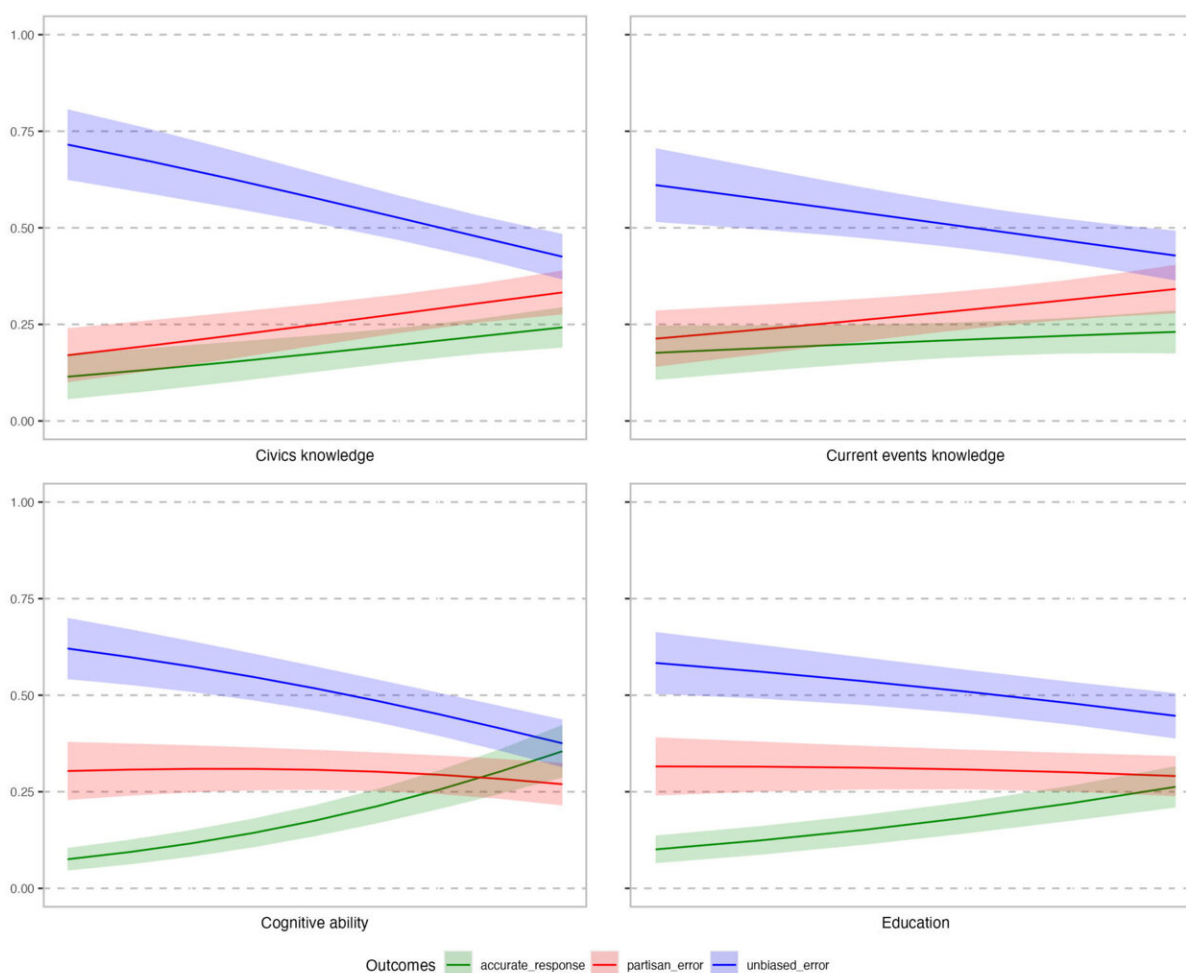 1.00
0.75
0.50
0.25
0.00
Civics knowledge
Current events knowledge
1.00
0.75
0.50
0.25
0.00
Cognitive ability
Education
Outcomes accurate_response partisan_error unbiased_error